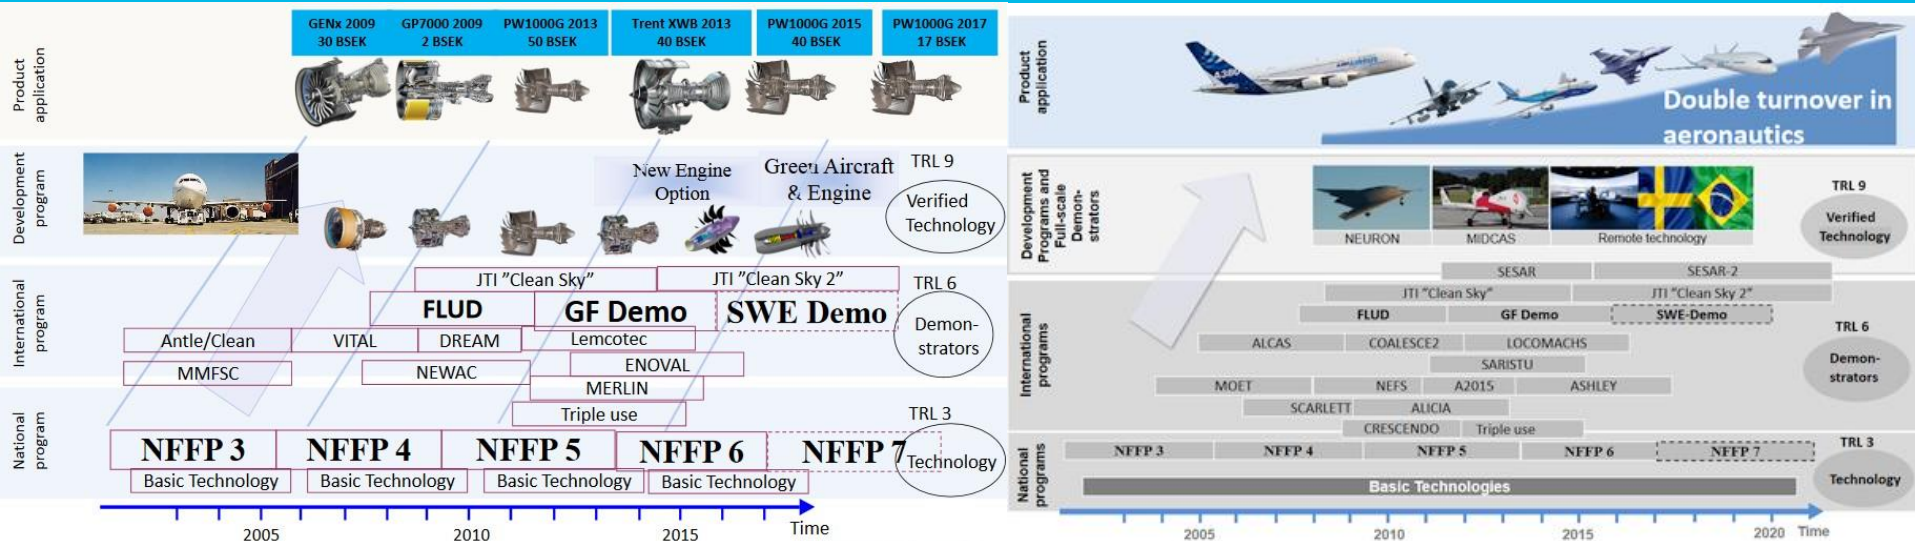 GENx 2009
30 BSEK
GP7000 2009
2 BSEK
PW1000G 2013
50 BSEK
Trent XWB 2013
40 BSEK
PW1000G 2015
40 BSEK
PW1000G 2017
17 BSEK
Product
application
Development
program
New Engine
Option
Green Aircraft
& Engine
TRL 9
Verified
Technology
International
program
JTI ”Clean Sky”
JTI ”Clean Sky 2”
FLUD
GF Demo
SWE Demo
TRL 6
Demon-
strators
Antle/Clean
VITAL
DREAM
Lemcotec
MMFSC
NEWAC
ENOVAL
MERLIN
Triple use
National
program
NFFP 3
NFFP 4
NFFP 5
NFFP 6
NFFP 7
TRL 3
Technology
Basic Technology
Basic Technology
Basic Technology
Basic Technology
2005
2010
2015
Time
Product
application
A380
Double turnover in
aeronautics
Development
Programs and
Full-scale
Demon-
strators
NEURON
MIDCAS
Remote technology
TRL 9
Verified
Technology
International
programs
SESAR
SESAR-2
JTI ”Clean Sky”
JTI ”Clean Sky 2”
FLUD
GF Demo
SWE-Demo
TRL 6
Demon-
strators
ALCAS
COALESCE2
LOCOMACHS
SARISTU
MOET
NEFS
A2015
ASHLEY
SCARLETT
ALICIA
CRESCENDO
Triple use
National
programs
NFFP 3
NFFP 4
NFFP 5
NFFP 6
NFFP 7
TRL 3
Technology
Basic Technologies
2005
2010
2015
2020
Time